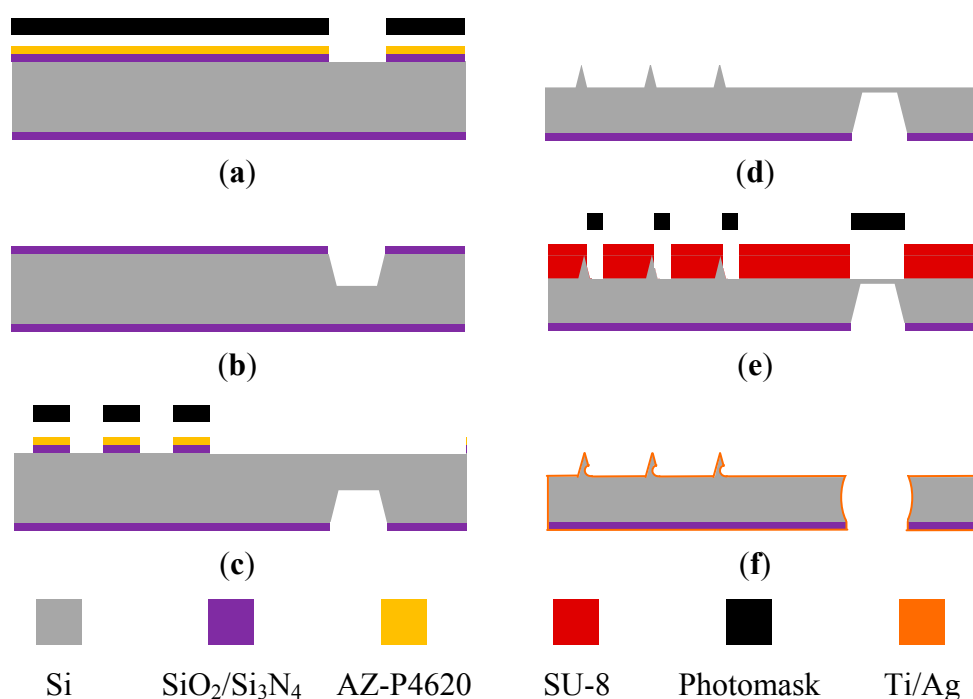 (a)
(d)
(b)
(e)
(c)
(f)
Si SiO₂/Si₃N₄ AZ-P4620 SU-8 Photomask Ti/Ag